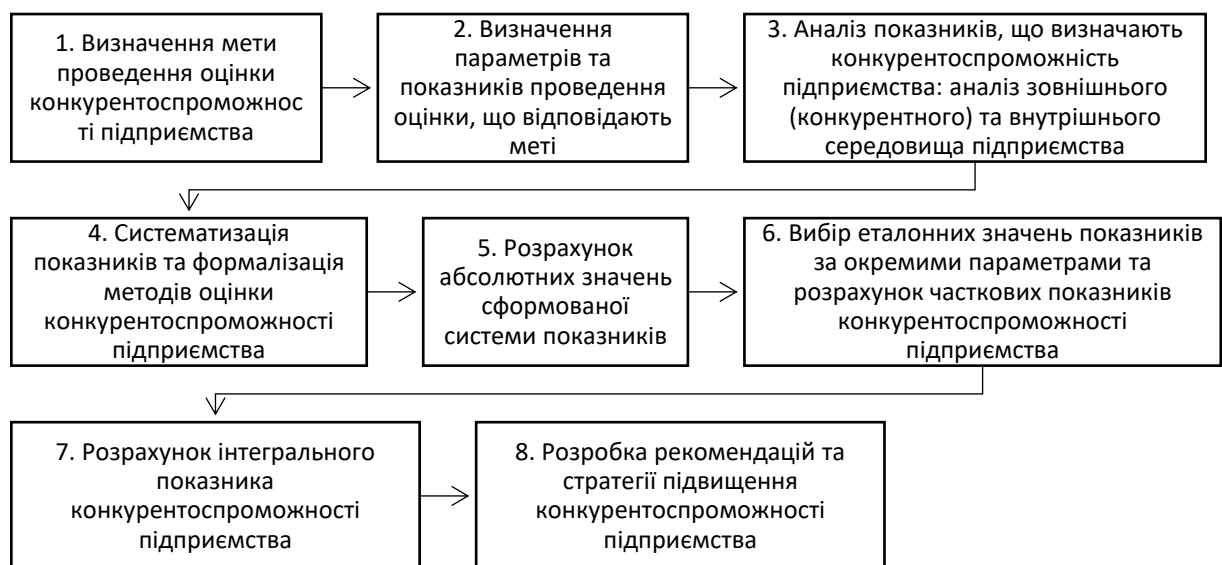 1. Визначення мети
проведення оцінки
конкурентоспроможнос
ті підприємства
2. Визначення
параметрів та
показників проведення
оцінки, що відповідають
меті
3. Аналіз показників, що визначають
конкурентоспроможність
підприємства: аналіз зовнішнього
(конкурентного) та внутрішнього
середовища підприємства
4. Систематизація
показників та формалізація
методів оцінки
конкурентоспроможності
підприємства
5. Розрахунок
абсолютних значень
сформованої
системи показників
6. Вибір еталонних значень показників
за окремими параметрами та
розрахунок часткових показників
конкурентоспроможності
підприємства
7. Розрахунок інтегрального
показника
конкурентоспроможності
підприємства
8. Розробка рекомендацій та
стратегії підвищення
конкурентоспроможності
підприємства